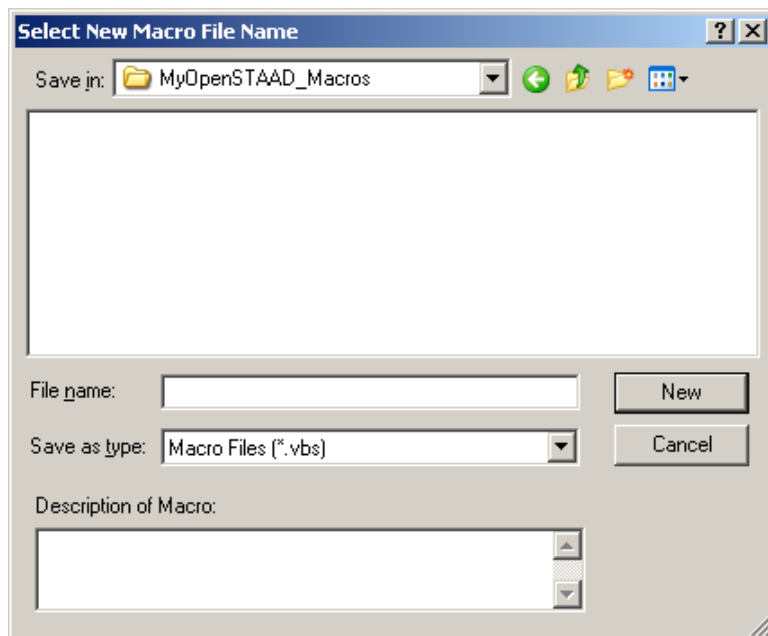 Select New Macro File Name
Save in: MyOpenSTAAD_Macros
File name: New
Save as type: Macro Files (*.vbs) Cancel
Description of Macro: